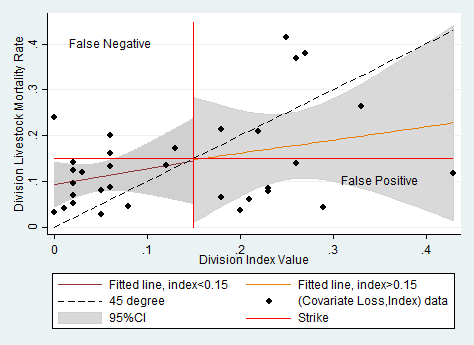 False Negative
False Positive
Division Livestock Mortality Rate
0
.1
.2
.3
.4
0
.1
.2
.3
.4
Division Index Value
Fitted line, index<0.15
Fitted line, index>0.15
45 degree
(Covariate Loss,Index) data
95%CI
Strike